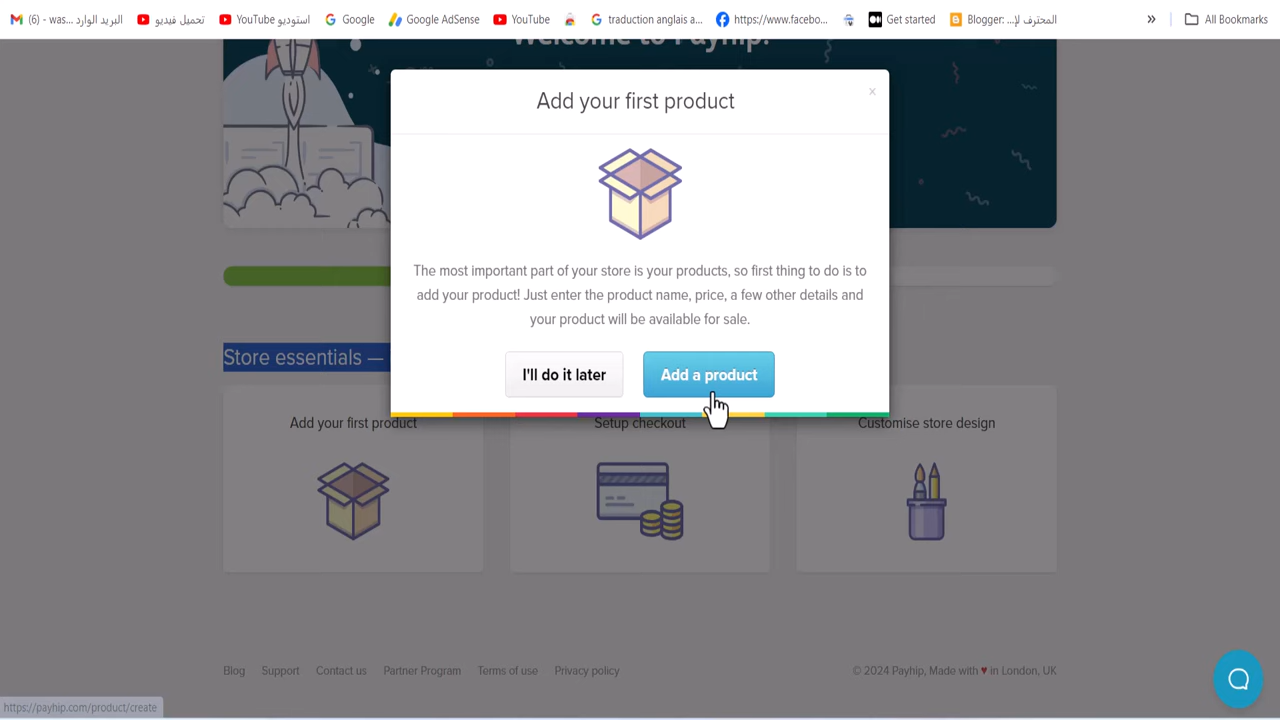 (6) - was... البريد الوارد
تحميل فيديو
YouTube استوديو
Google
Google AdSense
YouTube
traduction anglais a...
https://www.facebo...
Get started
Blogger: المحترف لإ...
»
All Bookmarks
Welcome to Payhip!
Add your first product
×
The most important part of your store is your products, so first thing to do is to
add your product! Just enter the product name, price, a few other details and
your product will be available for sale.
I'll do it later
Add a product
Store essentials —
Add your first product
Setup checkout
Customise store design
Blog
Support
Contact us
Partner Program
Terms of use
Privacy policy
© 2024 Payhip, Made with ♥ in London, UK
https://payhip.com/product/create